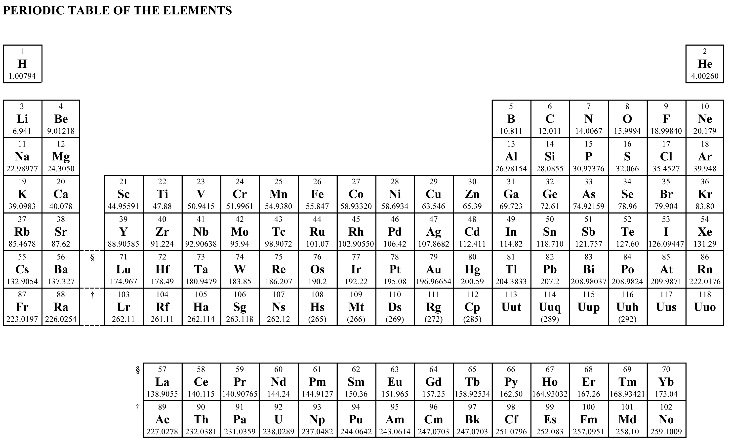 PERIODIC TABLE OF THE ELEMENTS
1 2
H He
1.00794 4.00260
3 4 5 6 7 8 9 10
Li Be B C N O F Ne
6.941 9.01218 10.811 12.011 14.0067 15.9994 18.99840 20.179
11 12 13 14 15 16 17 18
Na Mg Al Si P S Cl Ar
22.98977 24.3050 26.98154 28.0855 30.97376 32.066 35.4527 39.948
19 20 21 22 23 24 25 26 27 28 29 30 31 32 33 34 35 36
K Ca Sc Ti V Cr Mn Fe Co Ni Cu Zn Ga Ge As Se Br Kr
39.0983 40.078 44.95591 47.88 50.9415 51.9961 54.9380 55.847 58.93320 58.6934 63.546 65.39 69.723 72.61 74.92159 78.96 79.904 83.80
37 38 39 40 41 42 43 44 45 46 47 48 49 50 51 52 53 54
Rb Sr Y Zr Nb Mo Tc Ru Rh Pd Ag Cd In Sn Sb Te I Xe
85.4678 87.62 88.90585 91.224 92.90638 95.94 98.9072 101.07 102.90550 106.42 107.8682 112.411 114.82 118.710 121.757 127.60 126.09447 131.29
55 56 § 71 72 73 74 75 76 77 78 79 80 81 82 83 84 85 86
Cs Ba Lu Hf Ta W Re Os Ir Pt Au Hg Tl Pb Bi Po At Rn
132.9054 137.327 174.967 178.49 180.9479 183.85 186.207 190.2 192.22 195.08 196.96654 200.59 204.3833 207.2 208.98037 208.9824 209.9871 222.0176
87 88 † 103 104 105 106 107 108 109 110 111 112 113 114 115 116 117 118
Fr Ra Lr Rf Ha Sg Ns Hs Mt Ds Rg Cp Uut Uuq Uup Uuh Uus Uuo
223.0197 226.0254 262.11 261.11 262.114 263.118 262.12 (265) (266) (269) (272) (285) (289) (292)
§ 57 58 59 60 61 62 63 64 65 66 67 68 69 70
La Ce Pr Nd Pm Sm Eu Gd Tb Py Ho Er Tm Yb
138.9055 140.115 140.90765 144.24 144.9127 150.36 151.965 157.25 158.92534 162.50 164.93032 167.26 168.93421 173.04
† 89 90 91 92 93 94 95 96 97 98 99 100 101 102
Ac Th Pa U Np Pu Am Cm Bk Cf Es Fm Md No
227.0278 232.0381 231.0359 238.0289 237.0482 244.0642 243.0614 247.0703 247.0703 251.0796 252.083 257.0951 258.10 259.1009